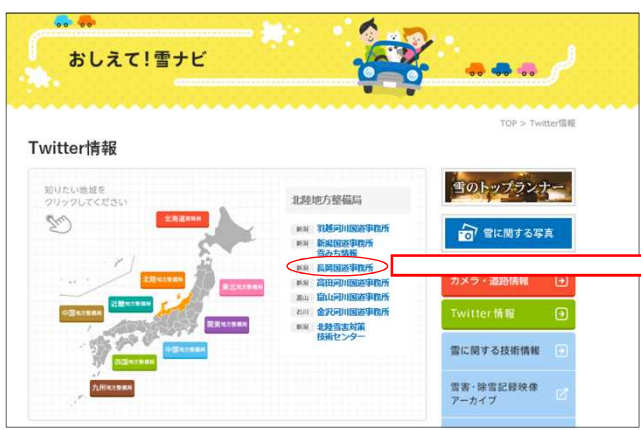 おしえて!雪ナビ
TOP > Twitter情報
Twitter情報
知りたい地域を
クリックしてください
北海道開発局
北陸地方整備局
東北地方整備局
近畿地方整備局
中国地方整備局
関東地方整備局
中部地方整備局
四国地方整備局
九州地方整備局
北陸地方整備局
新潟 羽越河川国道事務所
新潟 新潟国道事務所
雪みち情報
新潟 長岡国道事務所
新潟 高田河川国道事務所
富山 富山河川国道事務所
石川 金沢河川国道事務所
新潟 北陸雪害対策
技術センター
雪のトップランナー
雪に関する写真
カメラ・道路情報
Twitter情報
雪に関する技術情報
雪害・除雪記録映像
アーカイブ